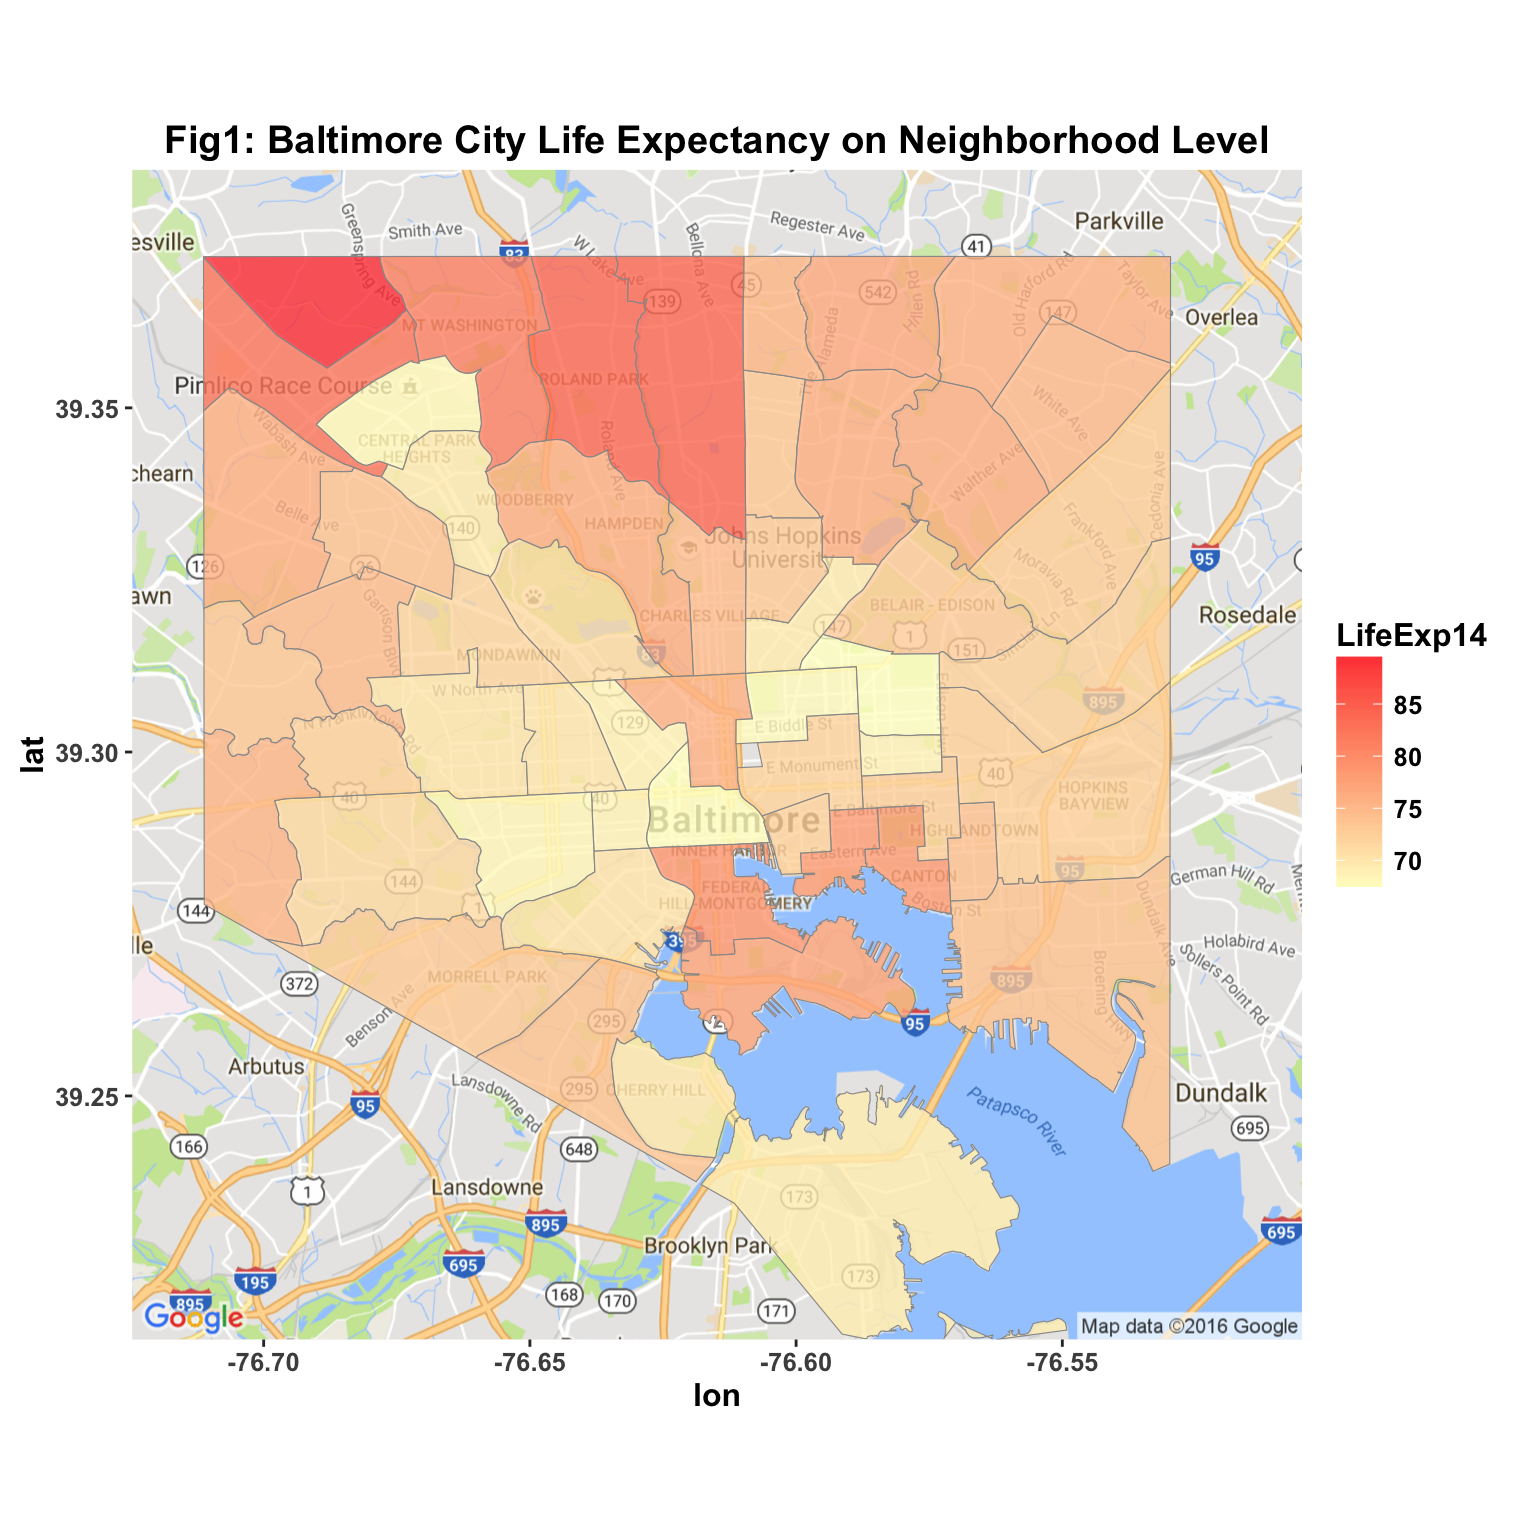 Fig1: Baltimore City Life Expectancy on Neighborhood Level
Parkville
Regester Ave
Smith Ave
Greenspring Ave
W Lake Ave
Bellona Ave
esville
41
83
Old Harford Rd
Taylor Ave
139
45
542
Hillen Rd
147
Overlea
MT WASHINGTON
The Alameda
Pimlico Race Course
ROLAND PARK
39.35
White Ave
Wabash Ave
CENTRAL PARK
HEIGHTS
Roland Ave
Walther Ave
Cedonia Ave
chearn
WOODBERRY
HAMPDEN
Belle Ave
140
Frankford Ave
Johns Hopkins
University
95
126
26
Moravia Rd
awn
Garrison Blvd
CHARLES VILLAGE
BELAIR - EDISON
Rosedale
147
1
151
Sinclair Ln
83
MONDAWMIN
W North Ave
1
Edison Hwy
895
129
N Franklintown Rd
E Biddle St
lat
39.30
E Monument St
40
40
40
HOPKINS
BAYVIEW
Baltimore
E Baltimore St
HIGHLANDTOWN
INNER HARBOR
Eastern Ave
95
144
CANTON
German Hill Rd
FEDERAL
HILL-MONTGOMERY
Boston St
144
1
Dundalk Ave
395
Holabird Ave
lle
MORRELL PARK
372
895
Sollers Point Rd
Broening Hwy
Benson Ave
295
2
95
Arbutus
295
CHERRY HILL
39.25
95
Lansdowne Rd
Patapsco River
Dundalk
695
166
648
1
Lansdowne
173
895
695
Brooklyn Park
695
195
173
168
170
171
895
Google
Map data ©2016 Google
-76.70
-76.65
-76.60
-76.55
lon
LifeExp14
85
80
75
70